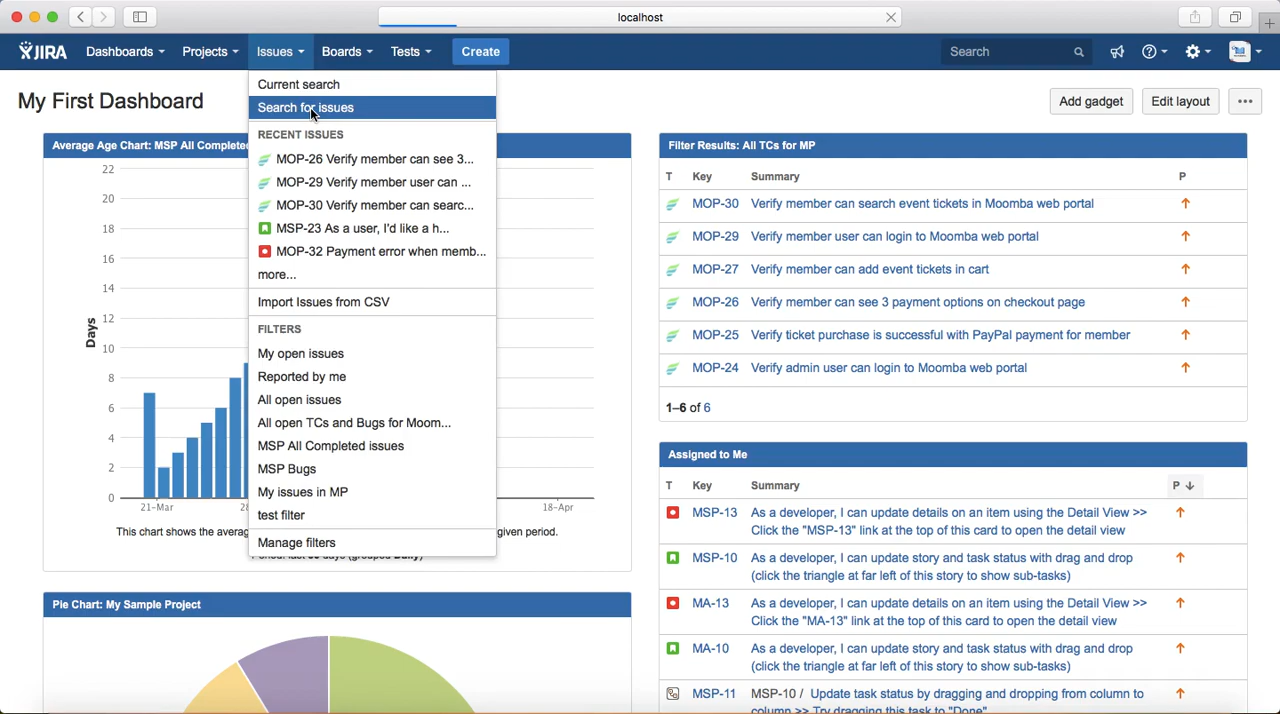 localhost
JIRA
Dashboards
Projects
Issues
Boards
Tests
Create
Search
My First Dashboard
Add gadget
Edit layout
Current search
Search for issues
RECENT ISSUES
MOP-26 Verify member can see 3...
MOP-29 Verify member user can ...
MOP-30 Verify member can searc...
MSP-23 As a user, I'd like a h...
MOP-32 Payment error when memb...
more...
Import Issues from CSV
FILTERS
My open issues
Reported by me
All open issues
All open TCs and Bugs for Moom...
MSP All Completed issues
MSP Bugs
My issues in MP
test filter
Manage filters
Average Age Chart: MSP All Complete
22
20
18
16
14
12
10
8
6
4
2
0
Days
21-Mar
18-Apr
This chart shows the averag
given period.
Pie Chart: My Sample Project
Filter Results: All TCs for MP
T Key Summary P
MOP-30 Verify member can search event tickets in Moomba web portal
MOP-29 Verify member user can login to Moomba web portal
MOP-27 Verify member can add event tickets in cart
MOP-26 Verify member can see 3 payment options on checkout page
MOP-25 Verify ticket purchase is successful with PayPal payment for member
MOP-24 Verify admin user can login to Moomba web portal
1–6 of 6
Assigned to Me
T Key Summary P
MSP-13 As a developer, I can update details on an item using the Detail View >>
Click the "MSP-13" link at the top of this card to open the detail view
MSP-10 As a developer, I can update story and task status with drag and drop
(click the triangle at far left of this story to show sub-tasks)
MA-13 As a developer, I can update details on an item using the Detail View >>
Click the "MA-13" link at the top of this card to open the detail view
MA-10 As a developer, I can update story and task status with drag and drop
(click the triangle at far left of this story to show sub-tasks)
MSP-11 MSP-10 / Update task status by dragging and dropping from column to
column >> Try dragging this task to "Done"